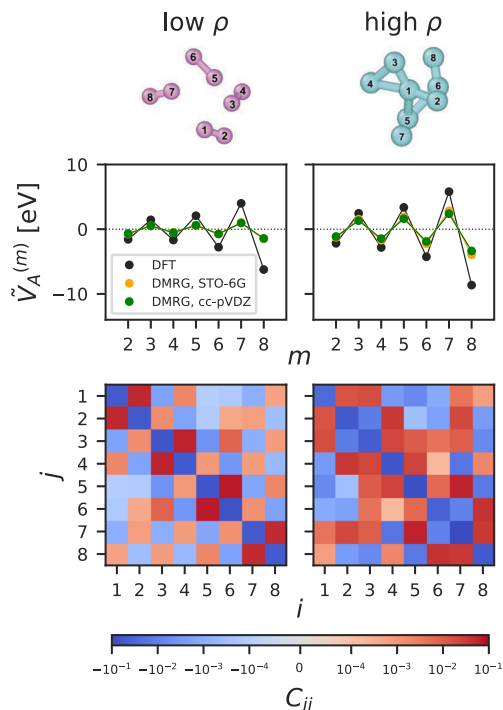 low ρ high ρ
6
5
8 7
4
3
1 2
3 8
4 1 6
2
5
7
10
0
−10
Ṽ_A^(m) [eV]
DFT
DMRG, STO-6G
DMRG, cc-pVDZ
2 3 4 5 6 7 8 2 3 4 5 6 7 8
m
1
2
3
4
5
6
7
8
j
1 2 3 4 5 6 7 8 1 2 3 4 5 6 7 8
i
−10⁻¹ −10⁻² −10⁻³ −10⁻⁴ 0 10⁻⁴ 10⁻³ 10⁻² 10⁻¹
C_ij